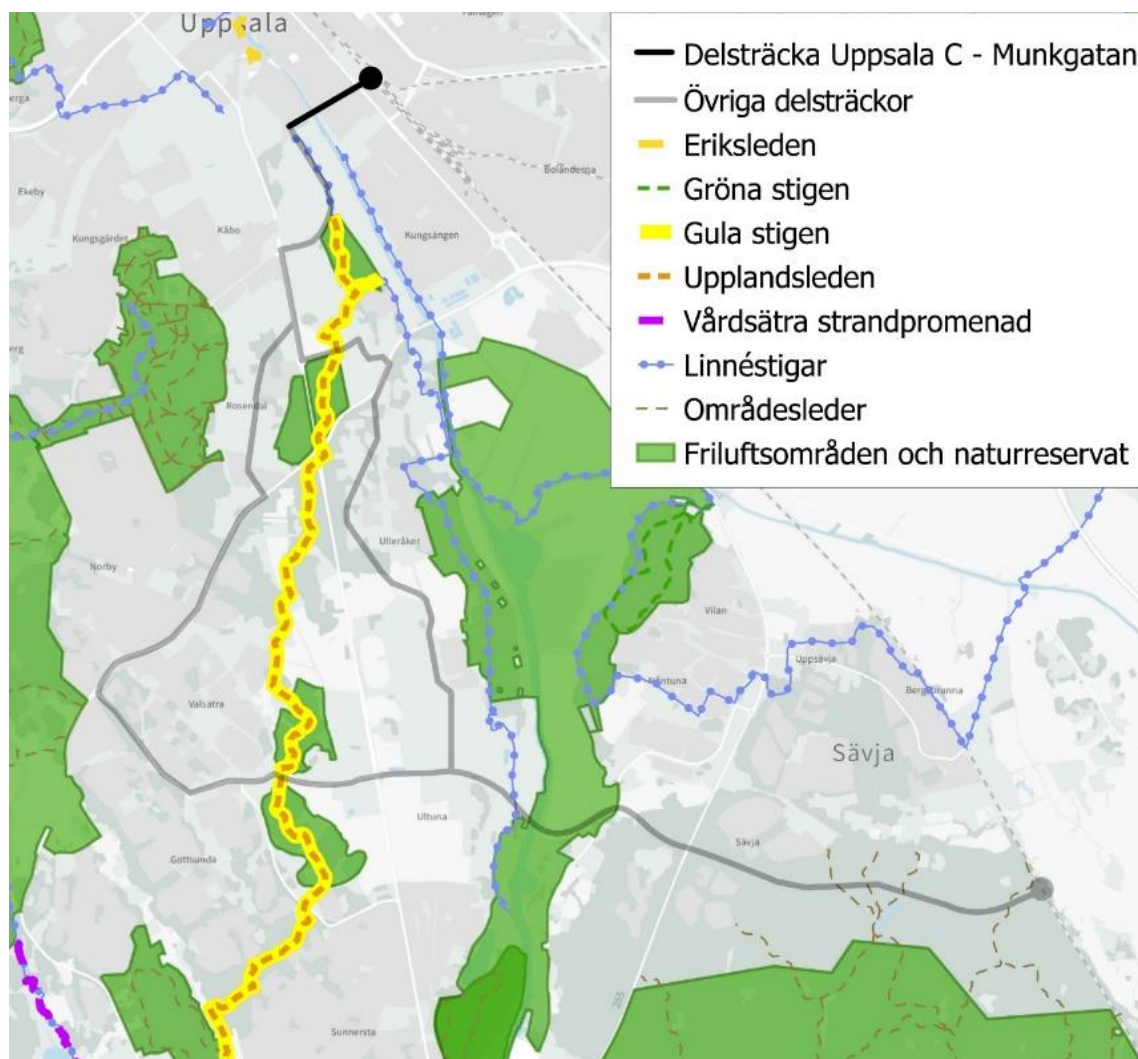 Uppsala
Delsträcka Uppsala C - Munkgatan
Övriga delsträckor
Eriksleden
Gröna stigen
Gula stigen
Upplandsleden
Vårdsätra strandpromenad
Linnéstigar
Områdesleder
Friluftsområden och naturreservat
Boländerna
Ekeby
Kåbo
Kungsgärdet
Kungsängen
Rosendal
Ulleråker
Norby
Vilan
Uppsävja
Nåntuna
Bergsbrunna
Valsätra
Sävja
Ultuna
Sävja
Gottsunda
255
Sunnersta